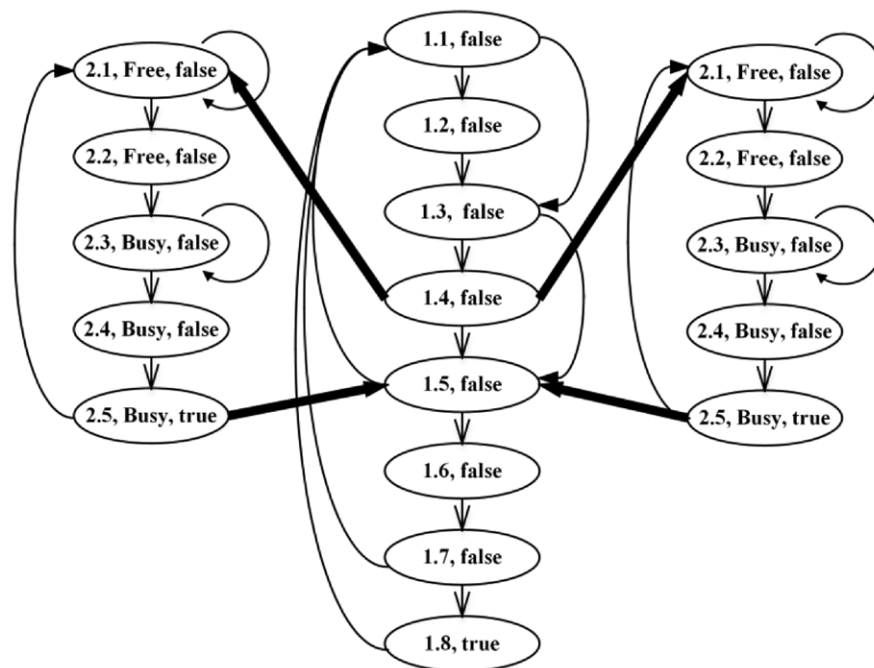 2.1, Free, false
2.2, Free, false
2.3, Busy, false
2.4, Busy, false
2.5, Busy, true
1.1, false
1.2, false
1.3, false
1.4, false
1.5, false
1.6, false
1.7, false
1.8, true
2.1, Free, false
2.2, Free, false
2.3, Busy, false
2.4, Busy, false
2.5, Busy, true